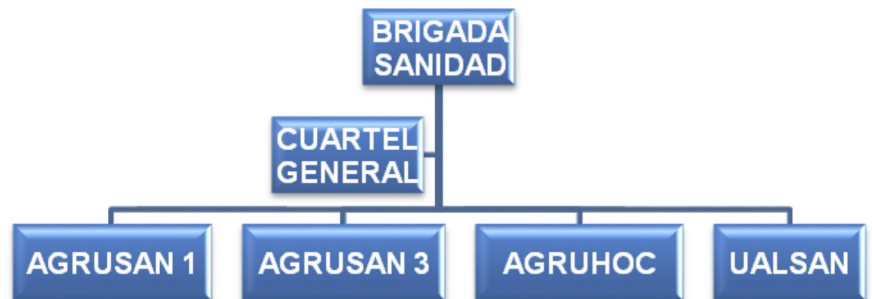 BRIGADA
SANIDAD
CUARTEL
GENERAL
AGRUSAN 1
AGRUSAN 3
AGRUHOC
UALSAN